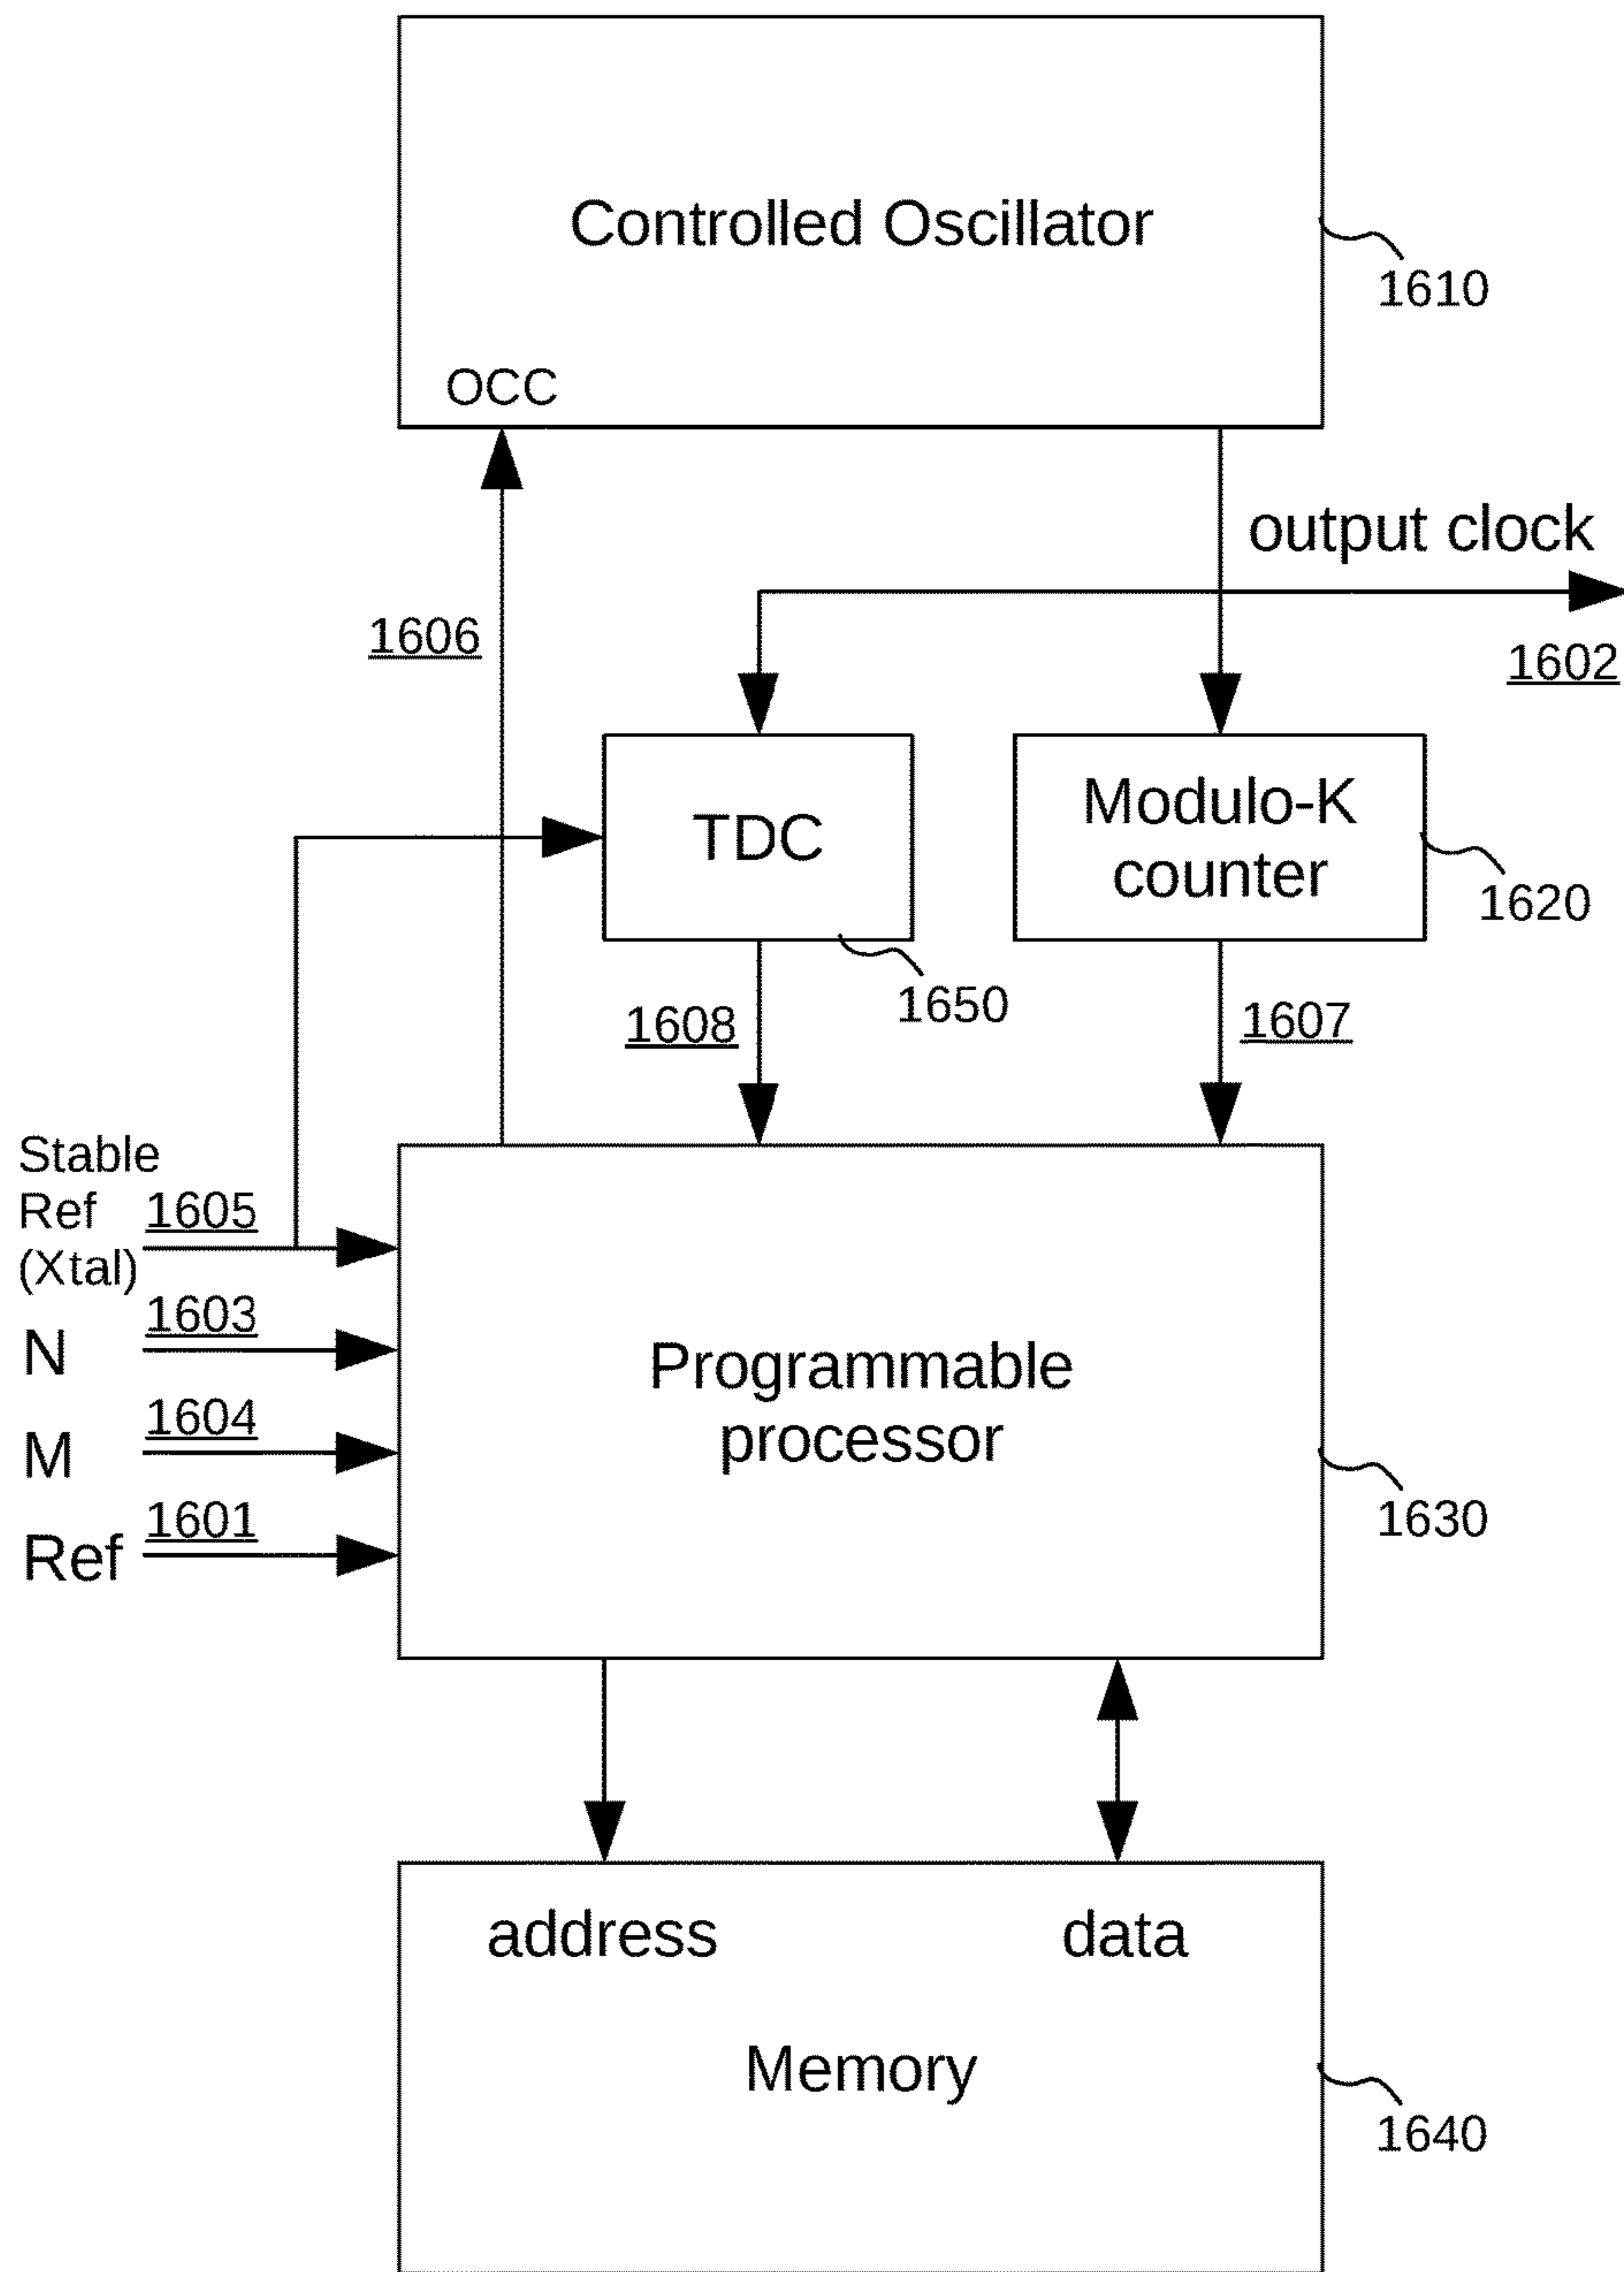 Controlled Oscillator
1610
OCC
output clock
1606
1602
TDC
Modulo-K
counter
1620
1650
1608
1607
Stable
Ref
(Xtal)
1605
1603
N
1604
M
1601
Ref
Programmable
processor
1630
address
data
Memory
1640